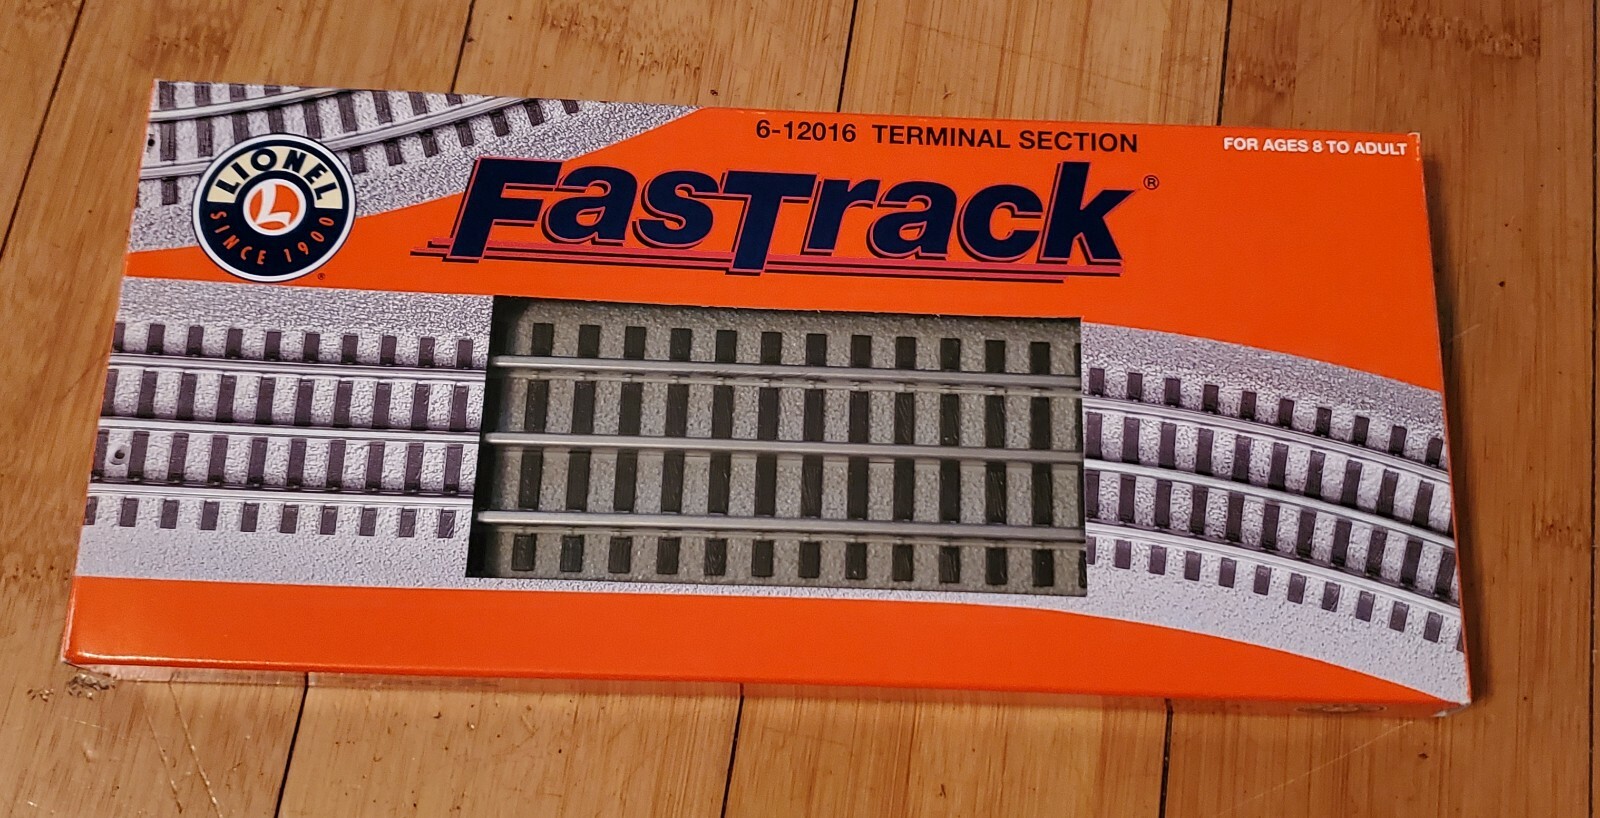 6-12016 TERMINAL SECTION
FOR AGES 8 TO ADULT
LIONEL
SINCE 1900
®
FasTrack®